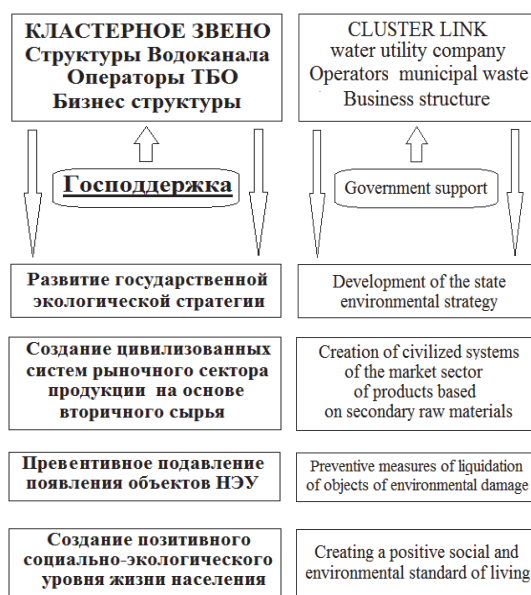 КЛАСТЕРНОЕ ЗВЕНО
Структуры Водоканала
Операторы ТБО
Бизнес структуры
Господдержка
Развитие государственной
экологической стратегии
Создание цивилизованных
систем рыночного сектора
продукции на основе
вторичного сырья
Превентивное подавление
появления объектов НЭУ
Создание позитивного
социально-экологического
уровня жизни населения
CLUSTER LINK
water utility company
Operators municipal waste
Business structure
Government support
Development of the state
environmental strategy
Creation of civilized systems
of the market sector
of products based
on secondary raw materials
Preventive measures of liquidation
of objects of environmental damage
Creating a positive social and
environmental standard of living